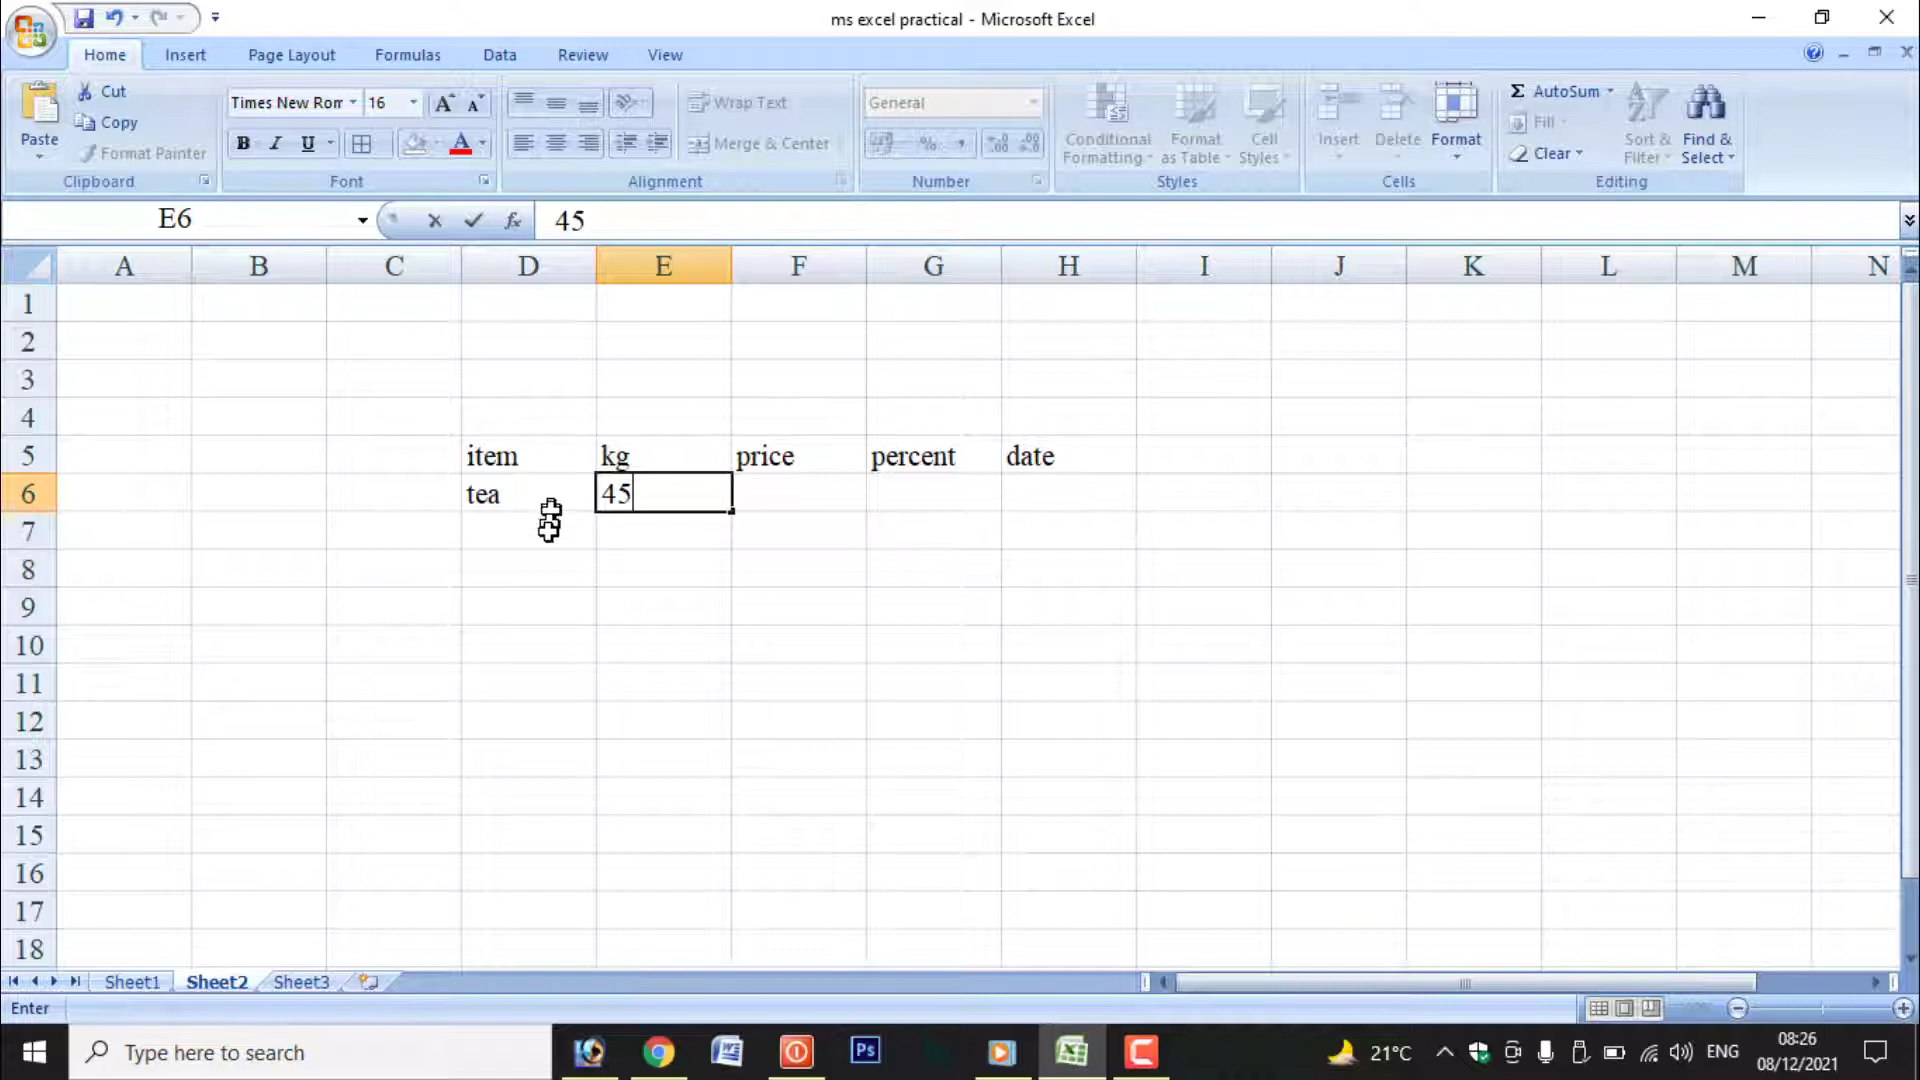 ms excel practical - Microsoft Excel
Home Insert Page Layout Formulas Data Review View
Paste Cut Copy Format Painter
Times New Ror 16
B I U A
Wrap Text
Merge & Center
General
%
Conditional Formatting
Format as Table
Cell Styles
Insert Delete Format
Σ AutoSum
Fill
Clear
Sort & Filter
Find & Select
Clipboard Font Alignment Number Styles Cells Editing
E6 fx 45
A B C D E F G H I J K L M N
1
2
3
4
5 item kg price percent date
6 tea 45
7
8
9
10
11
12
13
14
15
16
17
18
Sheet1 Sheet2 Sheet3
Enter
Type here to search Ps 21°C ENG 08:26
08/12/2021